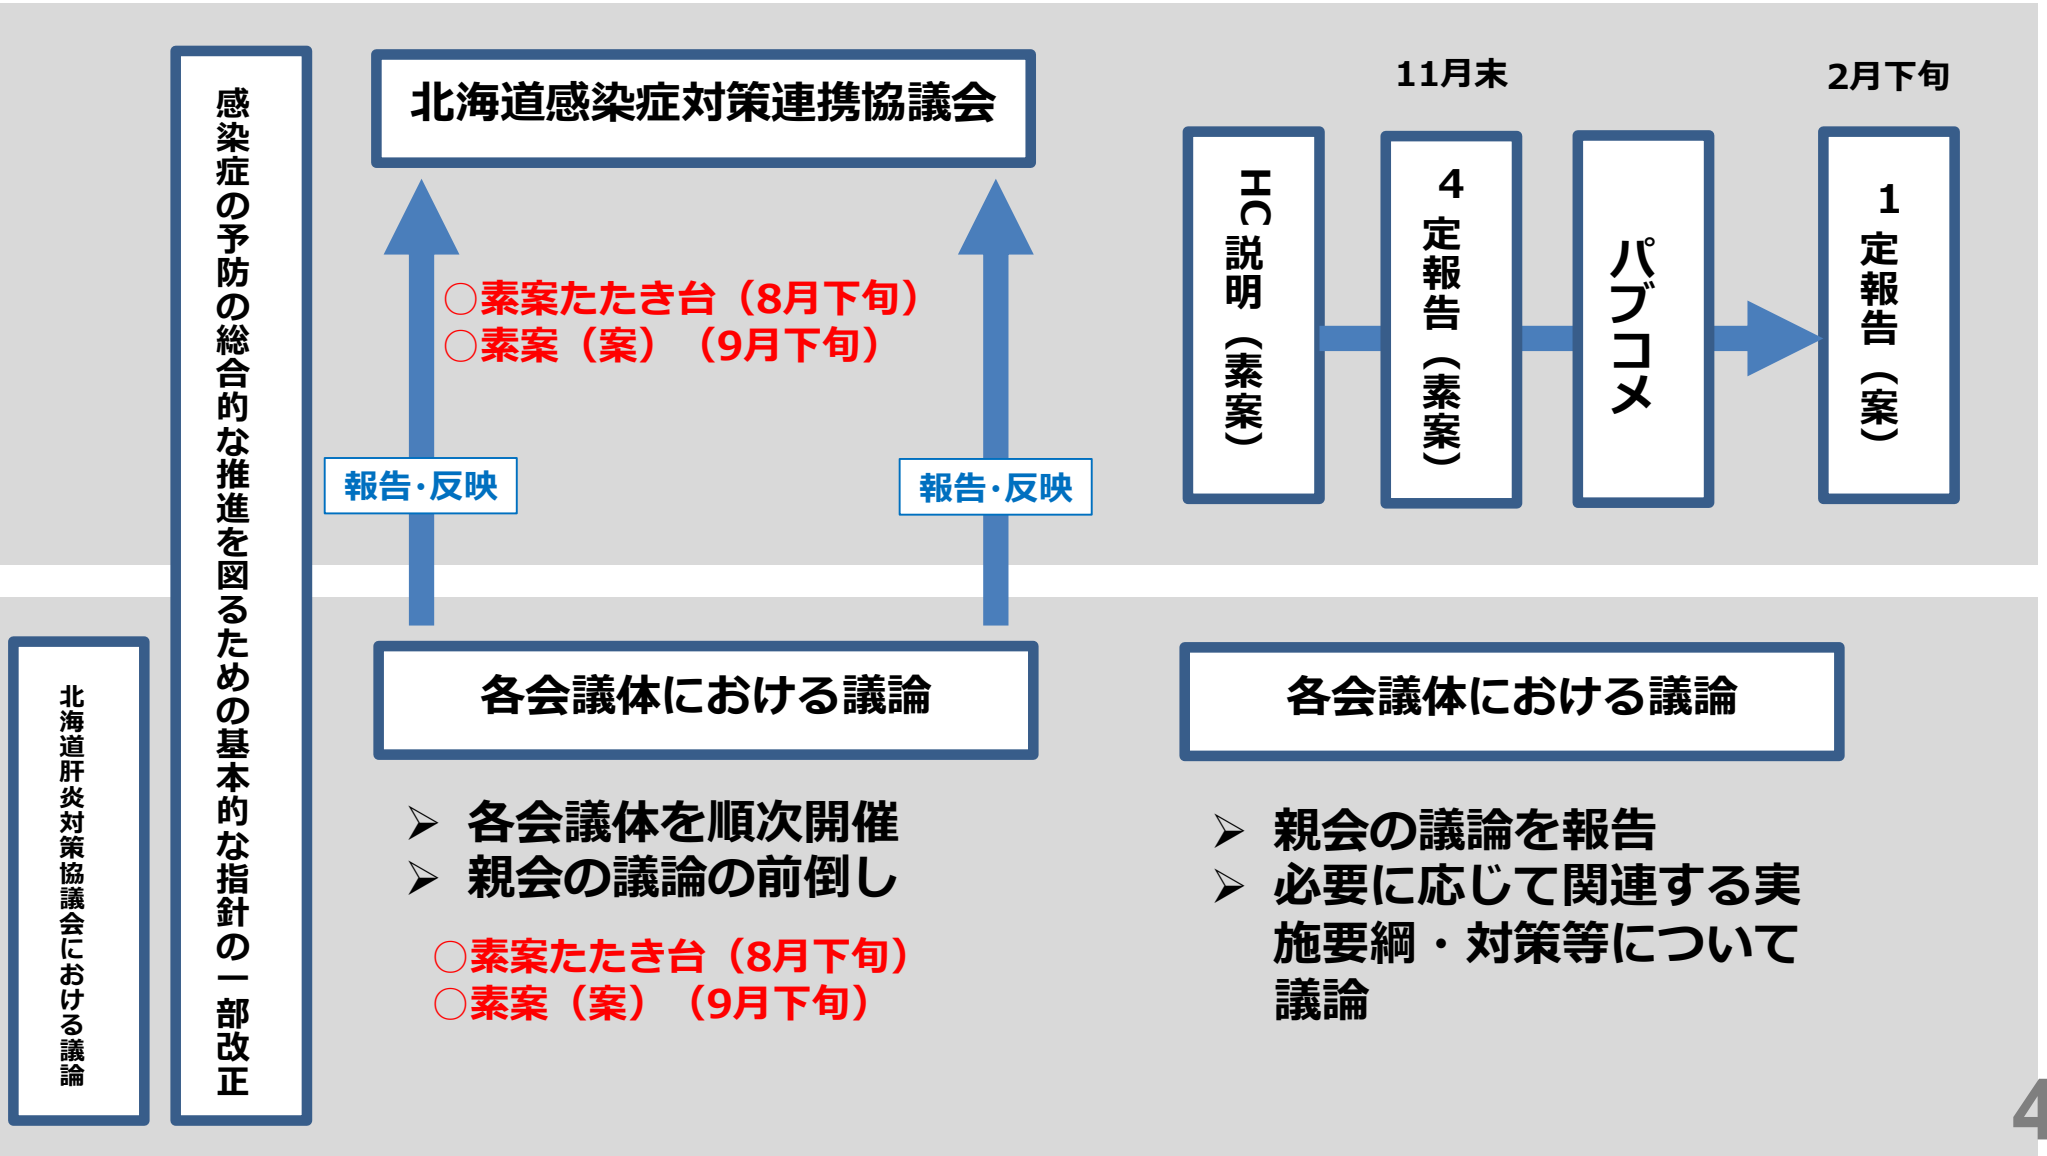 感染症の予防の総合的な推進を図るための基本的な指針の一部改正
北海道感染症対策連携協議会
○素案たたき台（8月下旬）
○素案（案）（9月下旬）
報告・反映
報告・反映
11月末
2月下旬
HC説明（素案）
4定報告（素案）
パブコメ
1定報告（案）
北海道肝炎対策協議会における議論
各会議体における議論
➢ 各会議体を順次開催
➢ 親会の議論の前倒し
○素案たたき台（8月下旬）
○素案（案）（9月下旬）
各会議体における議論
➢ 親会の議論を報告
➢ 必要に応じて関連する実
施要綱・対策等について
議論
4